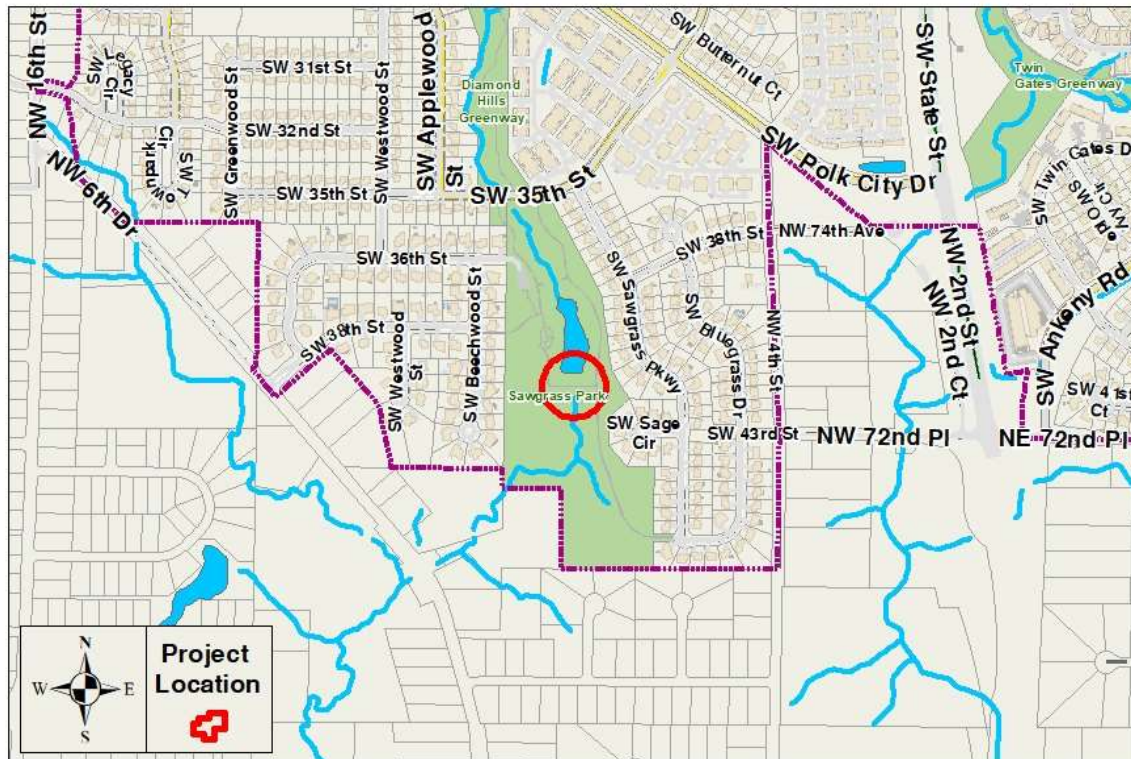 NW 16th St
SW Legacy
Cir
SW Townpark
Cir
SW Greenwood St
SW 31st St
SW 32nd St
SW 35th St
SW Westwood St
SW Applewood
St
Diamond
Hills
Greenway
SW Butternut Ct
SW State St
Twin
Gates Greenway
SW Polk City Dr
SW Twin Gates D
NW 6th Dr
SW 35th St
SW 36th St
SW 38th St
SW Westwood
St
SW Beechwood St
SW 38th St
NW 74th Ave
SW Sawgrass Pkwy
SW Bluegrass Dr
NW 4th St
NW 2nd St
NW 2nd Ct
SW Ankeny Rd
Sawgrass Park
SW Sage
Cir
SW 43rd St
NW 72nd Pl
NE 72nd Pl
SW 41st
Ct
N
W
E
S
Project
Location